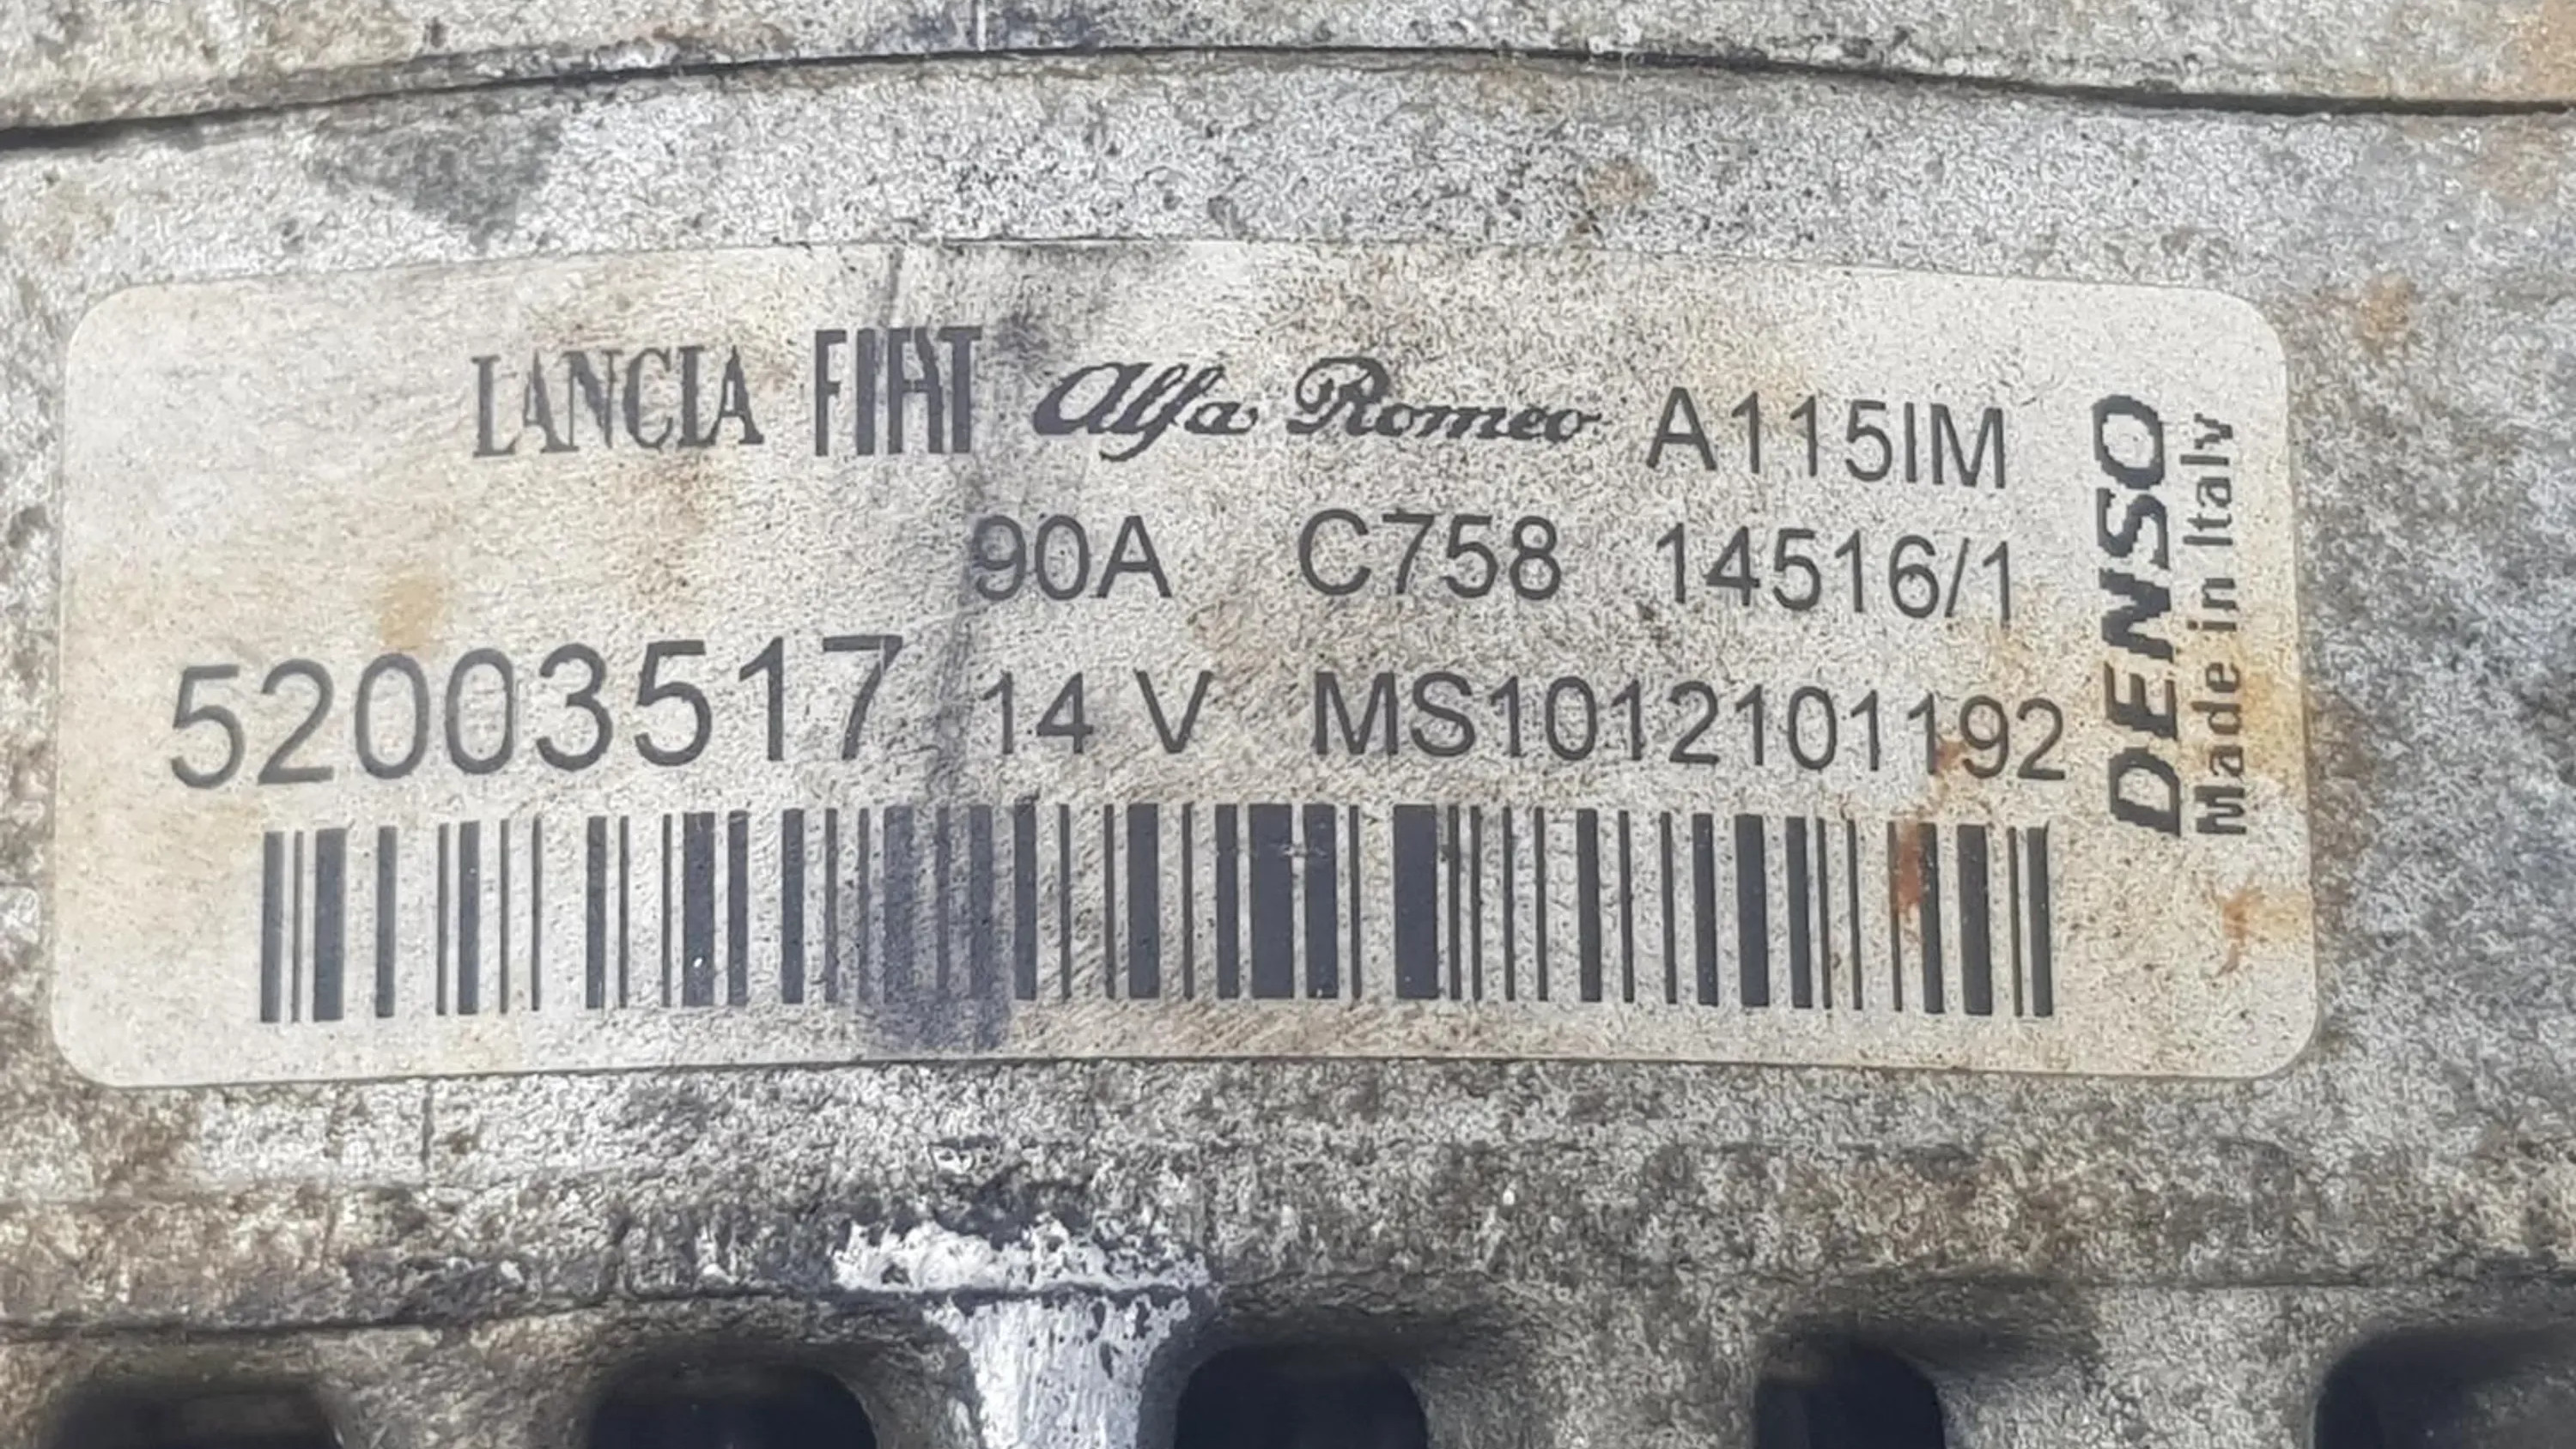 LANCIA FIAT Alfa Romeo A115IM
90A C758 14516/1
52003517 14 V MS1012101192
DENSO
Made in Italy